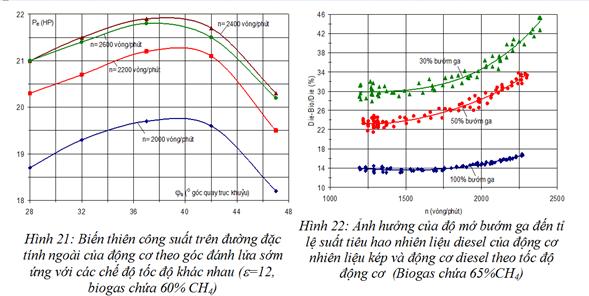 Pe (HP)
22
21
20
19
18
n=2400 vòng/phút
n=2600 vòng/phút
n=2200 vòng/phút
n=2000 vòng/phút
φs (° góc quay trục khuỷu)
28 32 36 40 44 48
Hình 21: Biến thiên công suất trên đường đặc
tính ngoài của động cơ theo góc đánh lửa sớm
ứng với các chế độ tốc độ khác nhau (ε=12,
biogas chứa 60% CH4)
Die-Bio/Die (%)
46
42
38
34
30
26
22
18
14
10
30% bướm ga
50% bướm ga
100% bướm ga
1000 1500 2000 2500
n (vòng/phút)
Hình 22: Ảnh hưởng của độ mở bướm ga đến tỉ
lệ suất tiêu hao nhiên liệu diesel của động cơ
nhiên liệu kép và động cơ diesel theo tốc độ
động cơ (Biogas chứa 65%CH4)